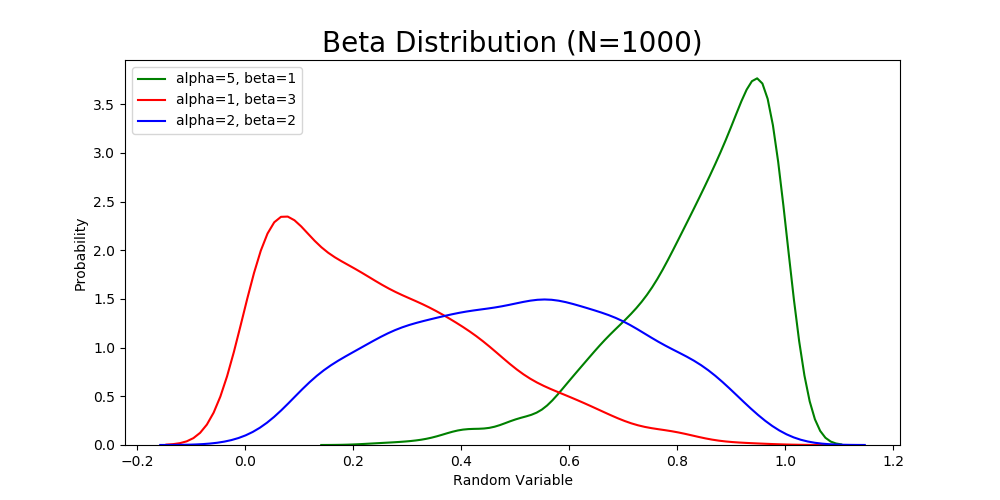 Beta Distribution (N=1000)
alpha=5, beta=1
alpha=1, beta=3
alpha=2, beta=2
Probability
3.5
3.0
2.5
2.0
1.5
1.0
0.5
0.0
−0.2 0.0 0.2 0.4 0.6 0.8 1.0 1.2
Random Variable